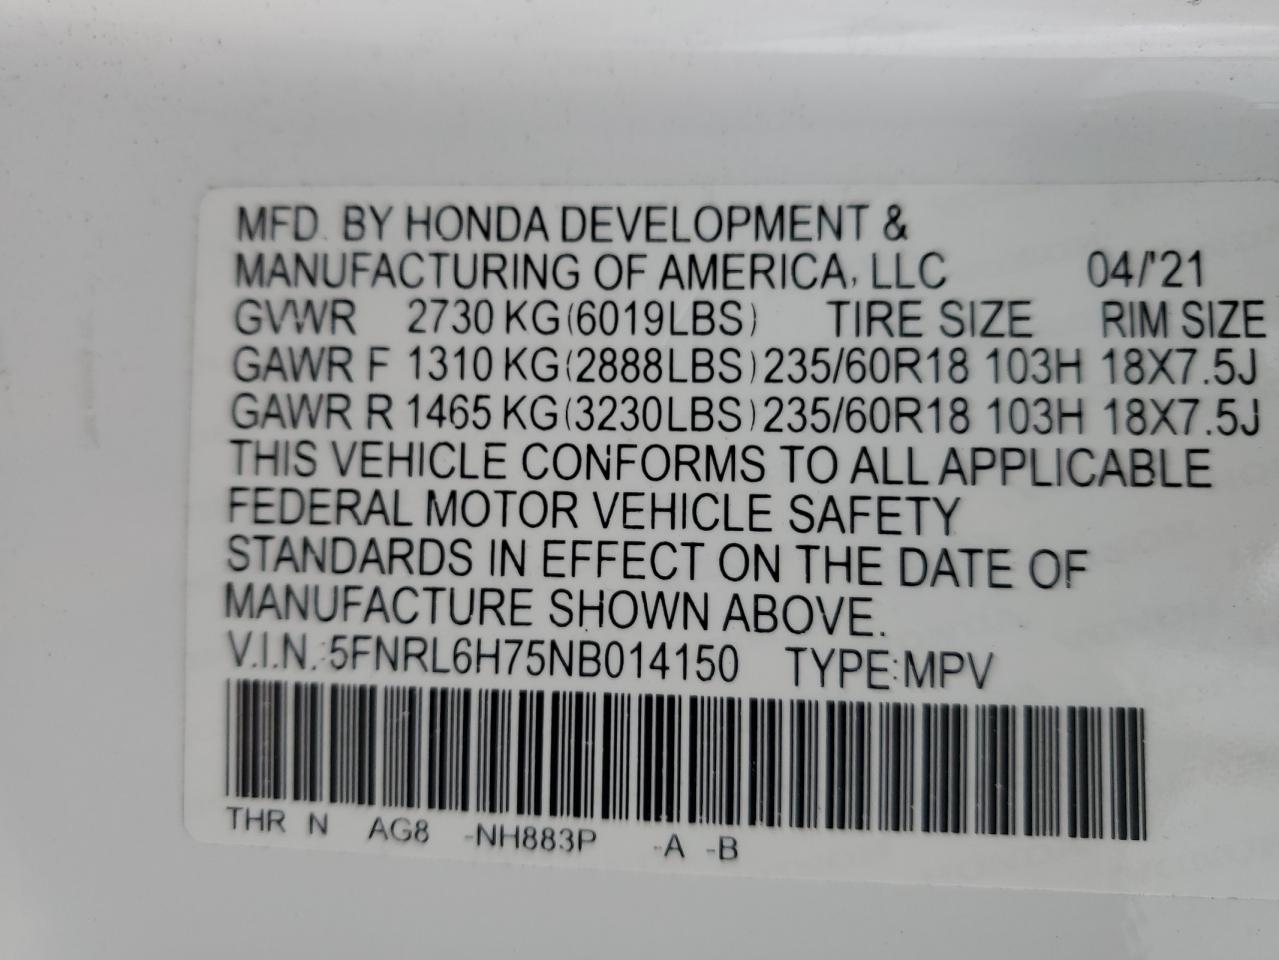 MFD. BY HONDA DEVELOPMENT &
MANUFACTURING OF AMERICA, LLC 04/'21
GVWR 2730 KG(6019LBS) TIRE SIZE RIM SIZE
GAWR F 1310 KG(2888LBS) 235/60R18 103H 18X7.5J
GAWR R 1465 KG(3230LBS) 235/60R18 103H 18X7.5J
THIS VEHICLE CONFORMS TO ALL APPLICABLE
FEDERAL MOTOR VEHICLE SAFETY
STANDARDS IN EFFECT ON THE DATE OF
MANUFACTURE SHOWN ABOVE.
V.I.N.:5FNRL6H75NB014150 TYPE:MPV
THR N AG8 -NH883P -A -B